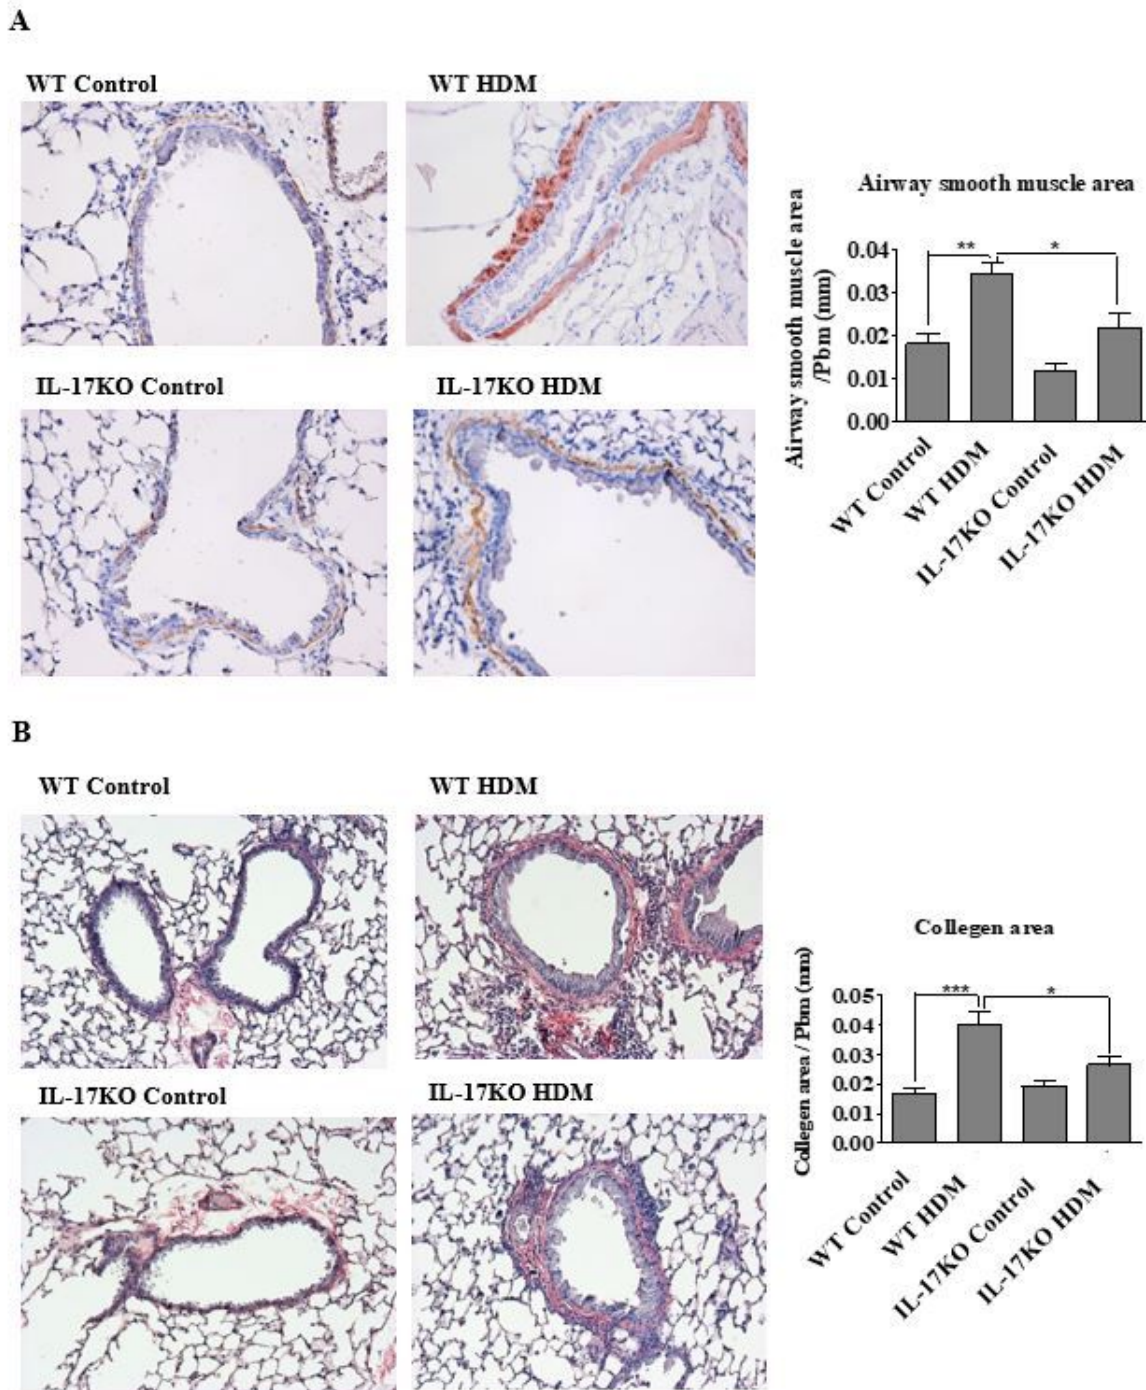 A
WT Control
WT HDM
IL-17KO Control
IL-17KO HDM
Airway smooth muscle area
Airway smooth muscle area
/Pbm (mm)
0.04
0.03
0.02
0.01
0.00
**
*
WT Control
WT HDM
IL-17KO Control
IL-17KO HDM
B
WT Control
WT HDM
IL-17KO Control
IL-17KO HDM
Collegen area
Collegen area / Pbm (mm)
0.05
0.04
0.03
0.02
0.01
0.00
***
*
WT Control
WT HDM
IL-17KO Control
IL-17KO HDM